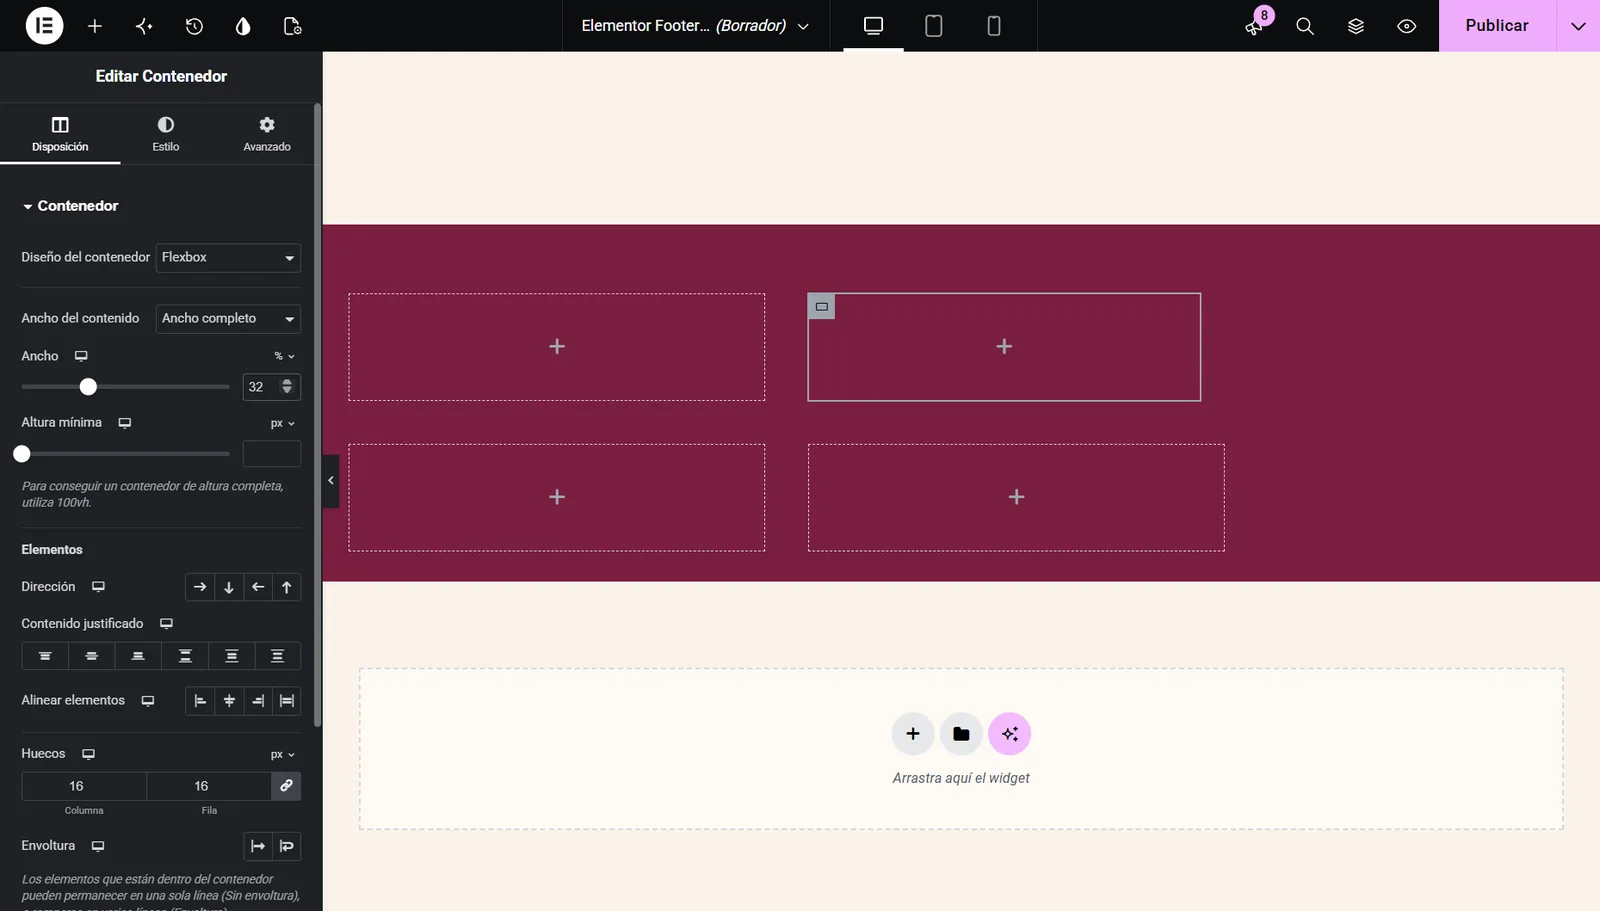 Elementor Footer... (Borrador)
8
Publicar
Editar Contenedor
Disposición
Estilo
Avanzado
Contenedor
Diseño del contenedor
Flexbox
Ancho del contenido
Ancho completo
Ancho
%
32
Altura mínima
px
Para conseguir un contenedor de altura completa,
utiliza 100vh.
Elementos
Dirección
Contenido justificado
Alinear elementos
Huecos
px
16
16
Columna
Fila
Envoltura
Los elementos que están dentro del contenedor
pueden permanecer en una sola línea (Sin envoltura),
Arrastra aquí el widget